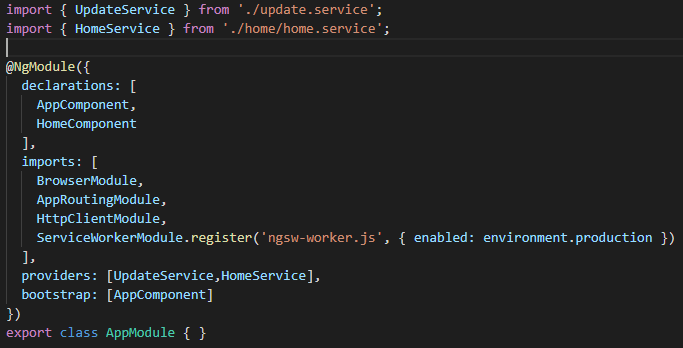 import { UpdateService } from './update.service';
import { HomeService } from './home/home.service';
@NgModule({
  declarations: [
    AppComponent,
    HomeComponent
  ],
  imports: [
    BrowserModule,
    AppRoutingModule,
    HttpClientModule,
    ServiceWorkerModule.register('ngsw-worker.js', { enabled: environment.production })
  ],
  providers: [UpdateService,HomeService],
  bootstrap: [AppComponent]
})
export class AppModule { }